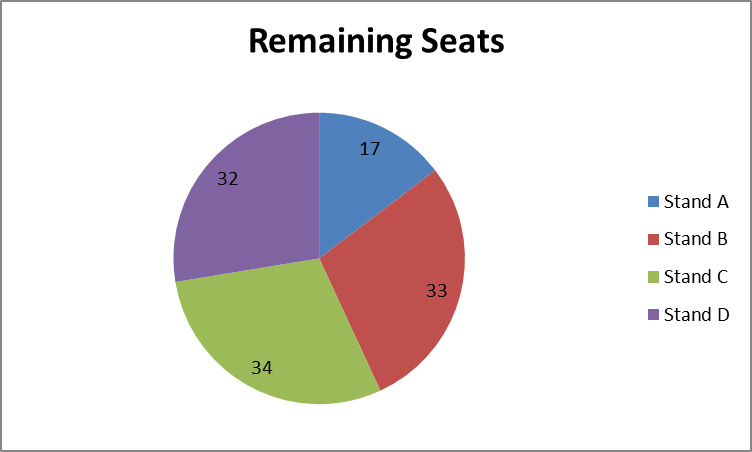 Remaining Seats
17
33
34
32
Stand A
Stand B
Stand C
Stand D